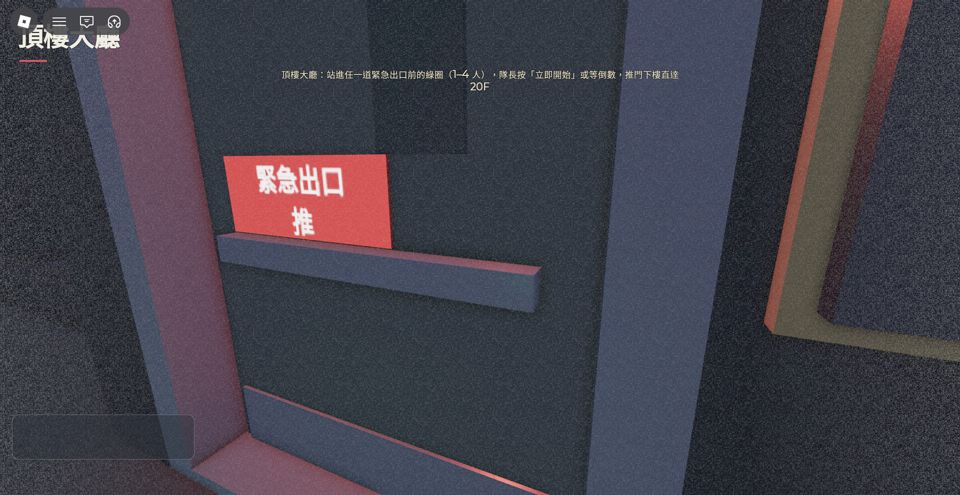 頂樓大廳
頂樓大廳：站進任一道緊急出口前的綠圈（1–4 人），隊長按「立即開始」或等倒數，推門下樓直達
20F
緊急出口
推